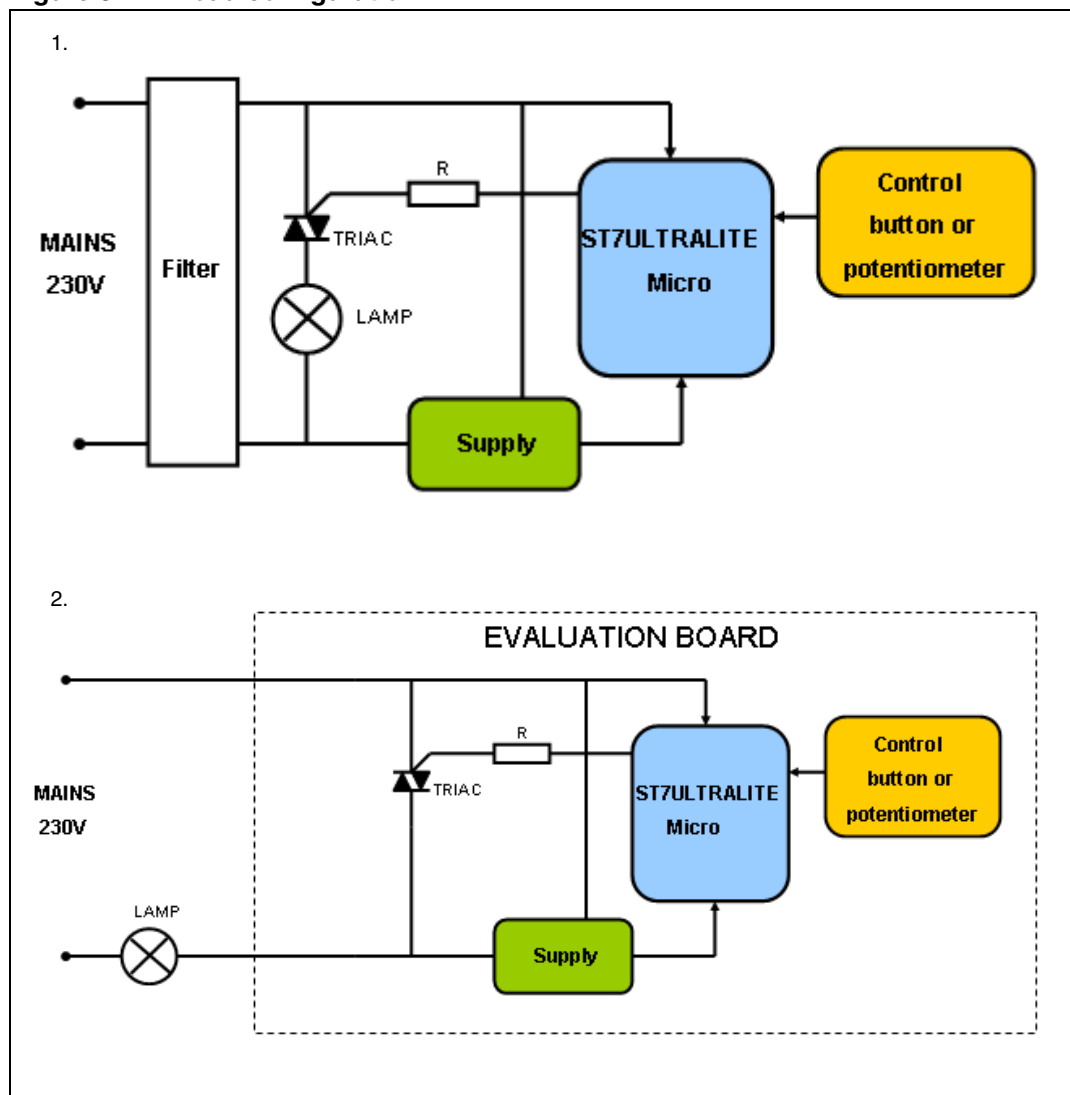 1.
R
Control
button or
potentiometer
ST7ULTRALITE
Micro
MAINS
230V
Filter
TRIAC
LAMP
Supply
2.
EVALUATION BOARD
R
Control
button or
potentiometer
ST7ULTRALITE
Micro
MAINS
230V
TRIAC
LAMP
Supply